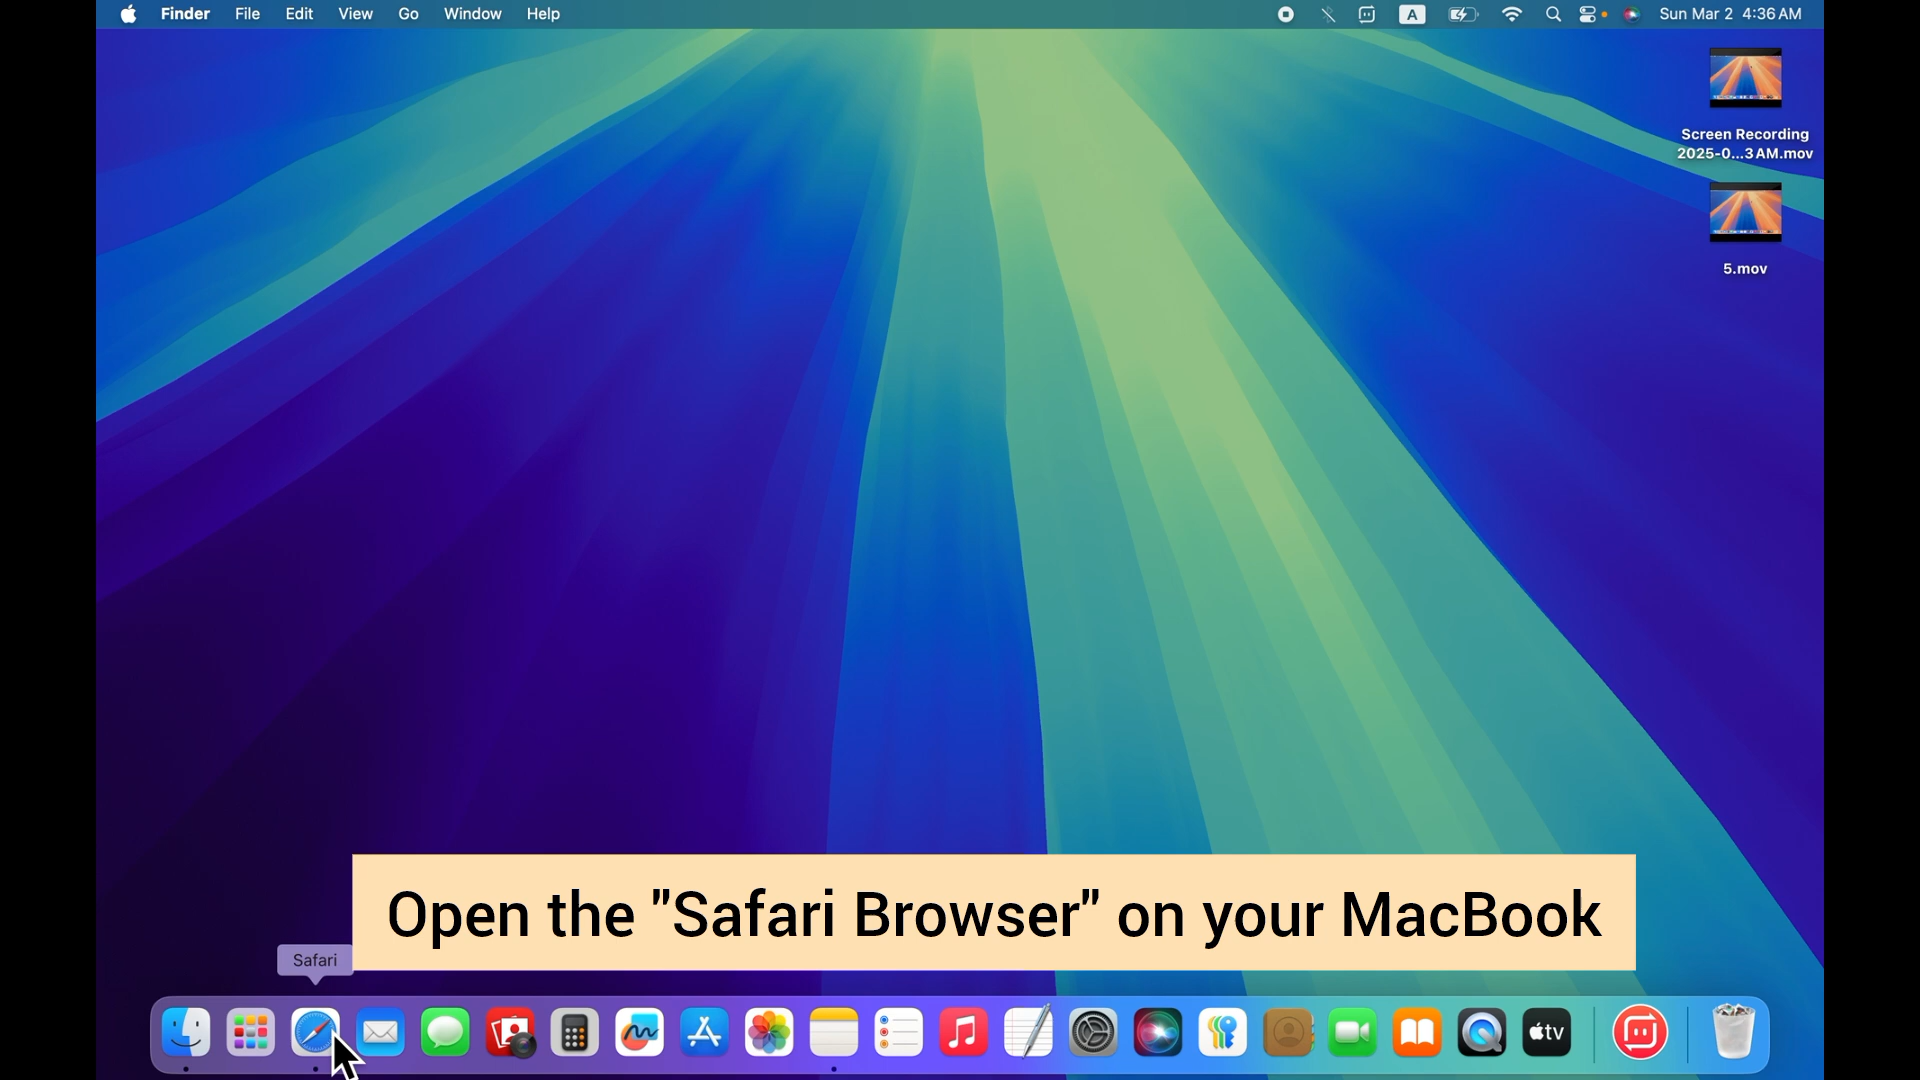 Finder File Edit View Go Window Help A Sun Mar 2 4:36 AM
Screen Recording
2025-0...3 AM.mov
5.mov
Open the "Safari Browser" on your MacBook
Safari
tv